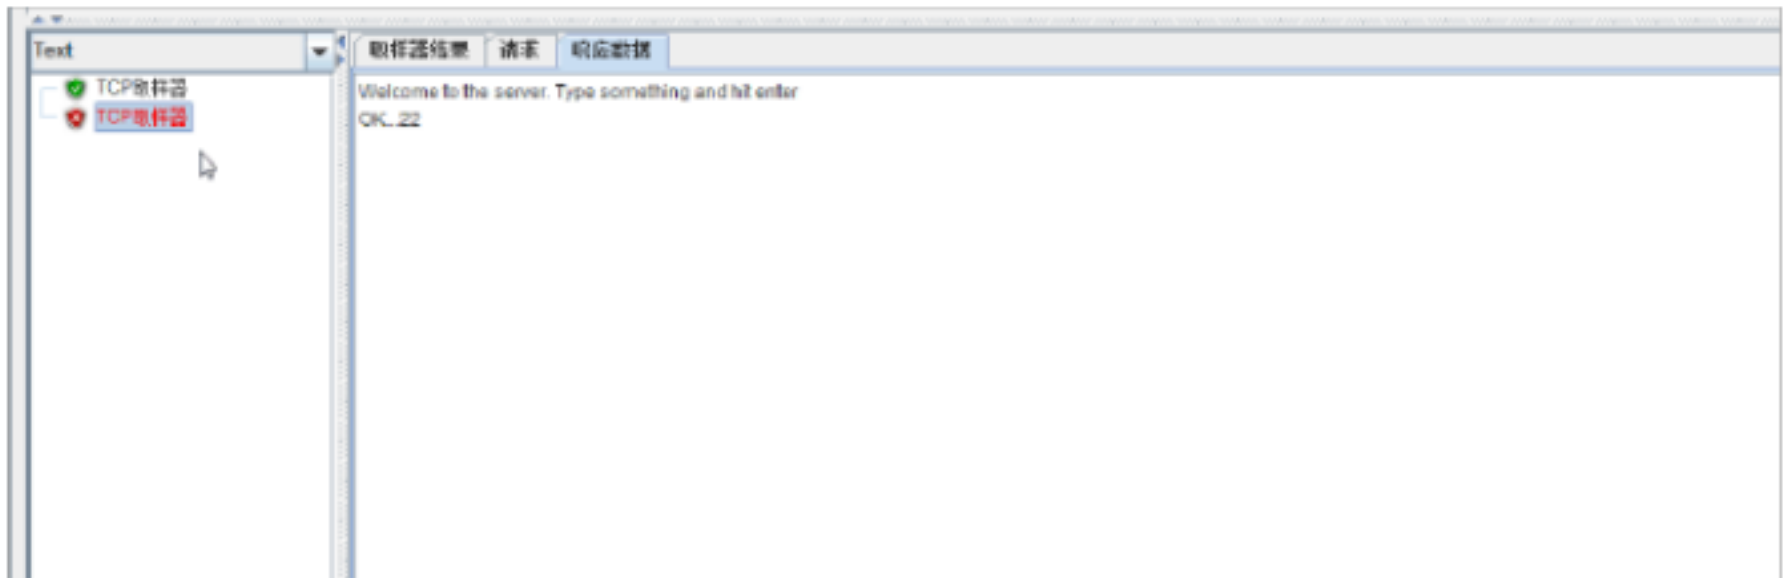 Text
取样器结果 请求 响应数据
TCP取样器
TCP取样器
Welcome to the server. Type something and hit enter
OK...22